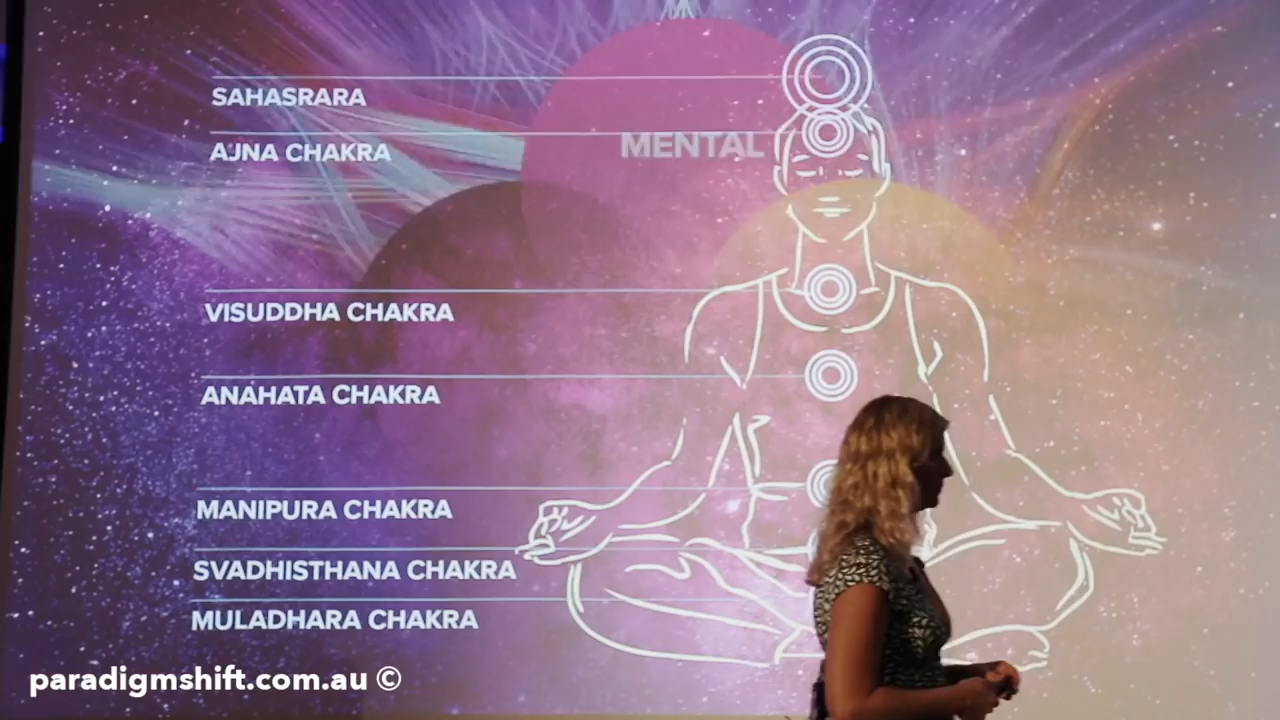 SAHASRARA
AJNA CHAKRA
MENTAL
VISUDDHA CHAKRA
ANAHATA CHAKRA
MANIPURA CHAKRA
SVADHISTHANA CHAKRA
MULADHARA CHAKRA
paradigmshift.com.au ©